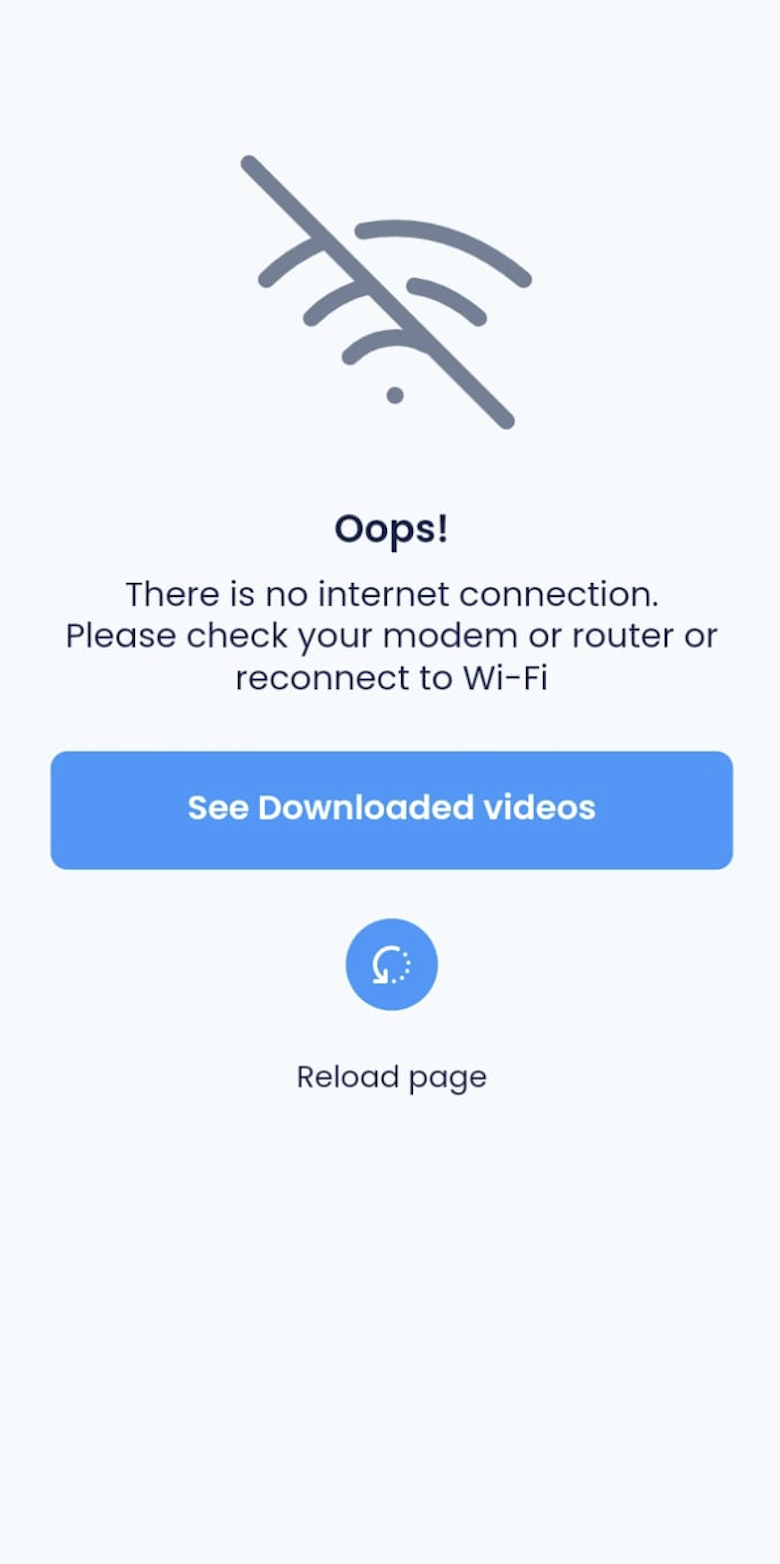 Oops!
There is no internet connection.
Please check your modem or router or
reconnect to Wi-Fi
See Downloaded videos
Reload page